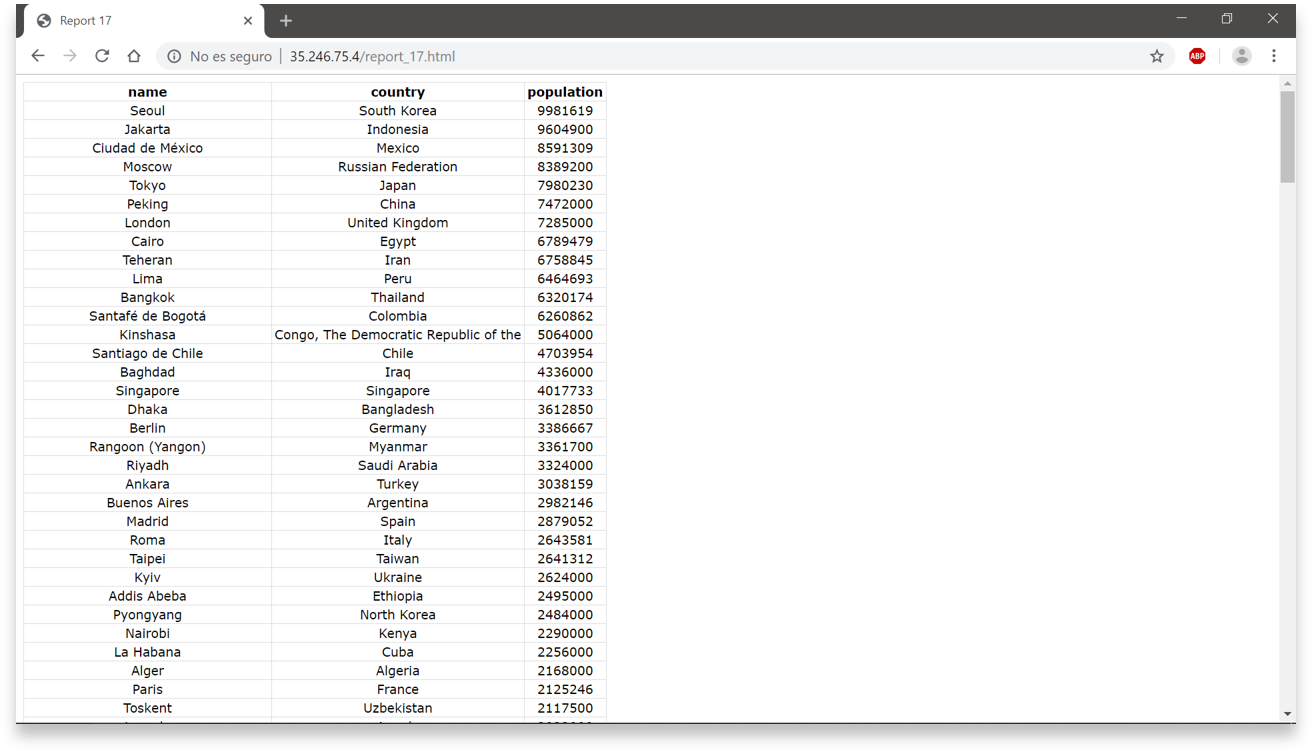 Report 17
No es seguro | 35.246.75.4/report_17.html
ABP
name country population
Seoul South Korea 9981619
Jakarta Indonesia 9604900
Ciudad de México Mexico 8591309
Moscow Russian Federation 8389200
Tokyo Japan 7980230
Peking China 7472000
London United Kingdom 7285000
Cairo Egypt 6789479
Teheran Iran 6758845
Lima Peru 6464693
Bangkok Thailand 6320174
Santafé de Bogotá Colombia 6260862
Kinshasa Congo, The Democratic Republic of the 5064000
Santiago de Chile Chile 4703954
Baghdad Iraq 4336000
Singapore Singapore 4017733
Dhaka Bangladesh 3612850
Berlin Germany 3386667
Rangoon (Yangon) Myanmar 3361700
Riyadh Saudi Arabia 3324000
Ankara Turkey 3038159
Buenos Aires Argentina 2982146
Madrid Spain 2879052
Roma Italy 2643581
Taipei Taiwan 2641312
Kyiv Ukraine 2624000
Addis Abeba Ethiopia 2495000
Pyongyang North Korea 2484000
Nairobi Kenya 2290000
La Habana Cuba 2256000
Alger Algeria 2168000
Paris France 2125246
Toskent Uzbekistan 2117500